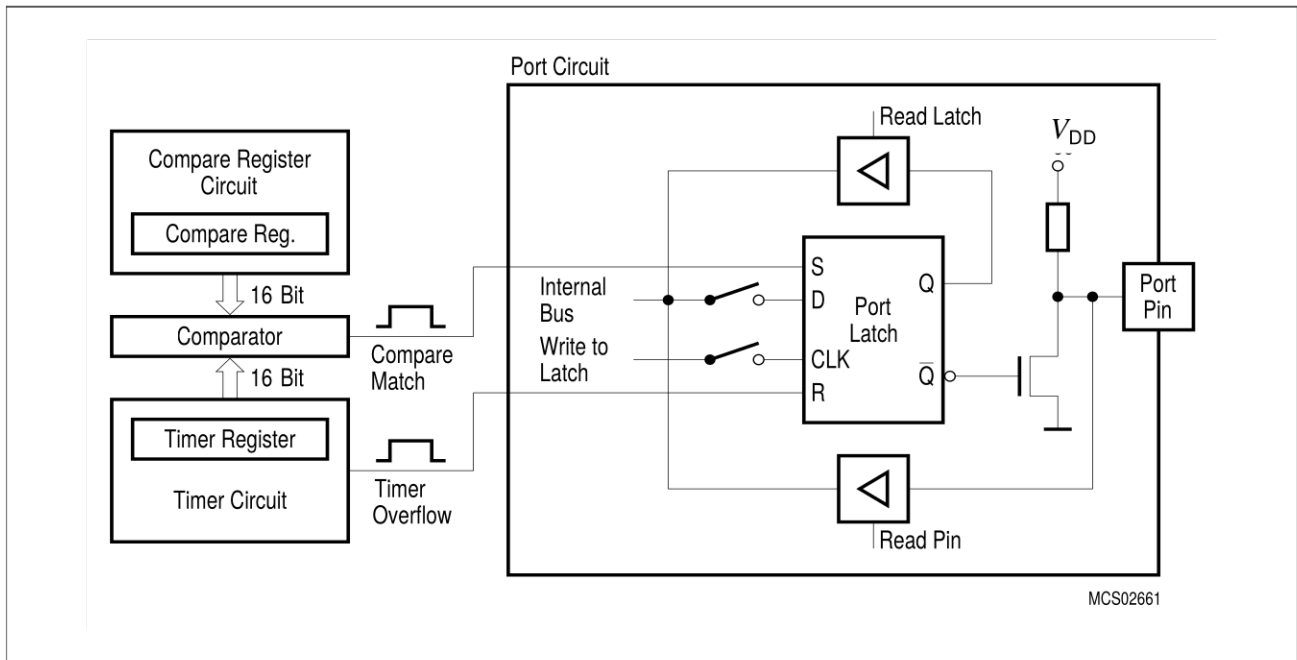 Port Circuit
Read Latch
V_DD
Compare Register
Circuit
Compare Reg.
16 Bit
Comparator
16 Bit
Timer Register
Timer Circuit
Compare
Match
Timer
Overflow
Internal
Bus
Write to
Latch
S
D
CLK
R
Port
Latch
Q
Q̅
Port
Pin
Read Pin
MCS02661